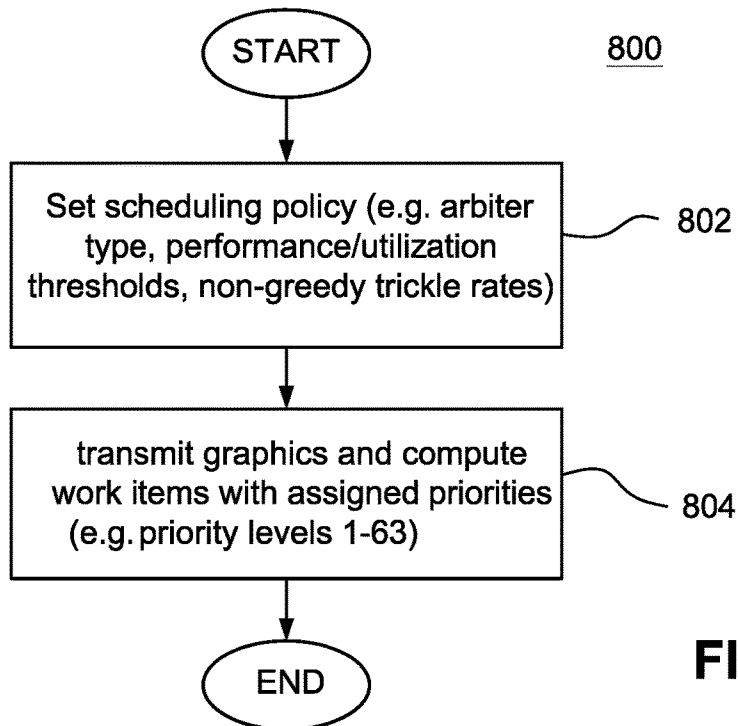 START
800
Set scheduling policy (e.g. arbiter
type, performance/utilization
thresholds, non-greedy trickle rates)
802
transmit graphics and compute
work items with assigned priorities
(e.g. priority levels 1-63)
804
END
FI